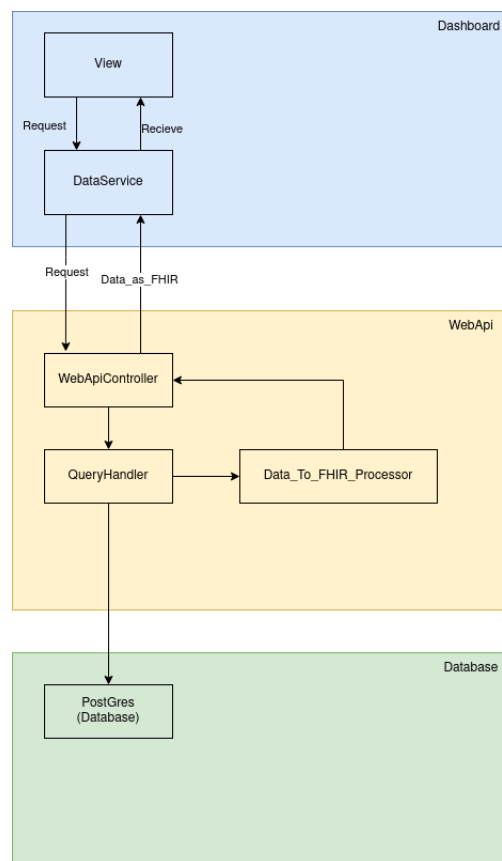 Dashboard
View
Request
Recieve
DataService
Request
Data_as_FHIR
WebApi
WebApiController
QueryHandler
Data_To_FHIR_Processor
Database
PostGres
(Database)